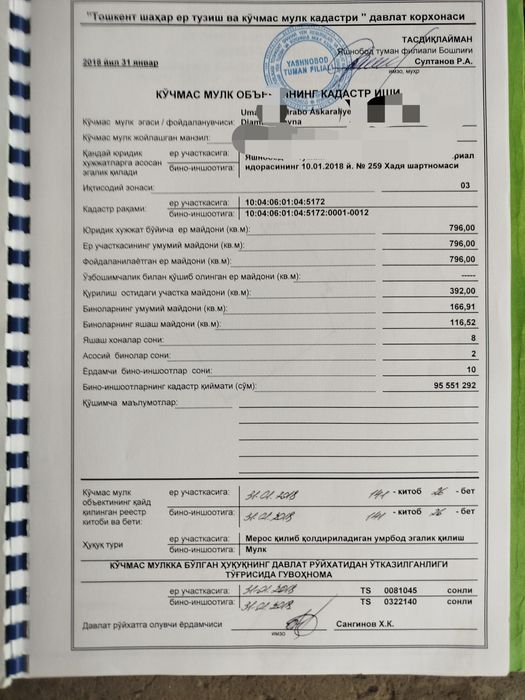 "Тошкент шаҳар ер тузиш ва кўчмас мулк кадастри " давлат корхонаси
ТАСДИҚЛАЙМАН
Яшнобод туман филиали Бошлиғи
2018 йил 31 январ
Султанов Р.А.
имзо, муҳр
YASHNOBOD
TUMAN FILIALI
КЎЧМАС МУЛК ОБЪЕ ИНГ КАДАСТР ИШИ
Кўчмас мулк эгаси / фойдаланувчиси:
Кўчмас мулк жойлашган манзил:
Қандай юридик ҳужжатларга асосан эгалик қилади
ер участкасига:
бино-иншоотига:
идорасининг 10.01.2018 й. № 259 Хадя шартномаси
Иқтисодий зонаси: 03
Кадастр рақами:
ер участкасига: 10:04:06:01:04:5172
бино-иншоотига: 10:04:06:01:04:5172:0001-0012
Юридик ҳужжат бўйича ер майдони (кв.м): 796,00
Ер участкасининг умумий майдони (кв.м): 796,00
Фойдаланилаётган ер майдони (кв.м): 796,00
Ўзбошимчалик билан қўшиб олинган ер майдони (кв.м): -----
Қурилиш остидаги участка майдони (кв.м): 392,00
Биноларнинг умумий майдони (кв.м): 166,91
Биноларнинг яшаш майдони (кв.м): 116,52
Яшаш хоналар сони: 8
Асосий бинолар сони: 2
Ёрдамчи бино-иншоотлар сони: 10
Бино-иншоотларнинг кадастр қиймати (сўм): 95 551 292
Қўшимча маълумотлар:
Кўчмас мулк объектининг қайд қилинган реестр китоби ва бети:
ер участкасига: 31.01.2018 141 - китоб 26 - бет
бино-иншоотига: 31.01.2018 141 - китоб 26 - бет
Ҳуқуқ тури
ер участкасига: Мерос қилиб қолдириладиган умрбод эгалик қилиш
бино-иншоотига: Мулк
КЎЧМАС МУЛККА БЎЛГАН ҲУҚУҚНИНГ ДАВЛАТ РЎЙХАТИДАН ЎТКАЗИЛГАНЛИГИ
ТЎҒРИСИДА ГУВОҲНОМА
ер участкасига: 31.01.2018 TS 0081045 сонли
бино-иншоотига: 31.01.2018 TS 0322140 сонли
Давлат рўйхатга олувчи ёрдамчиси
Сангинов Х.К.
имзо